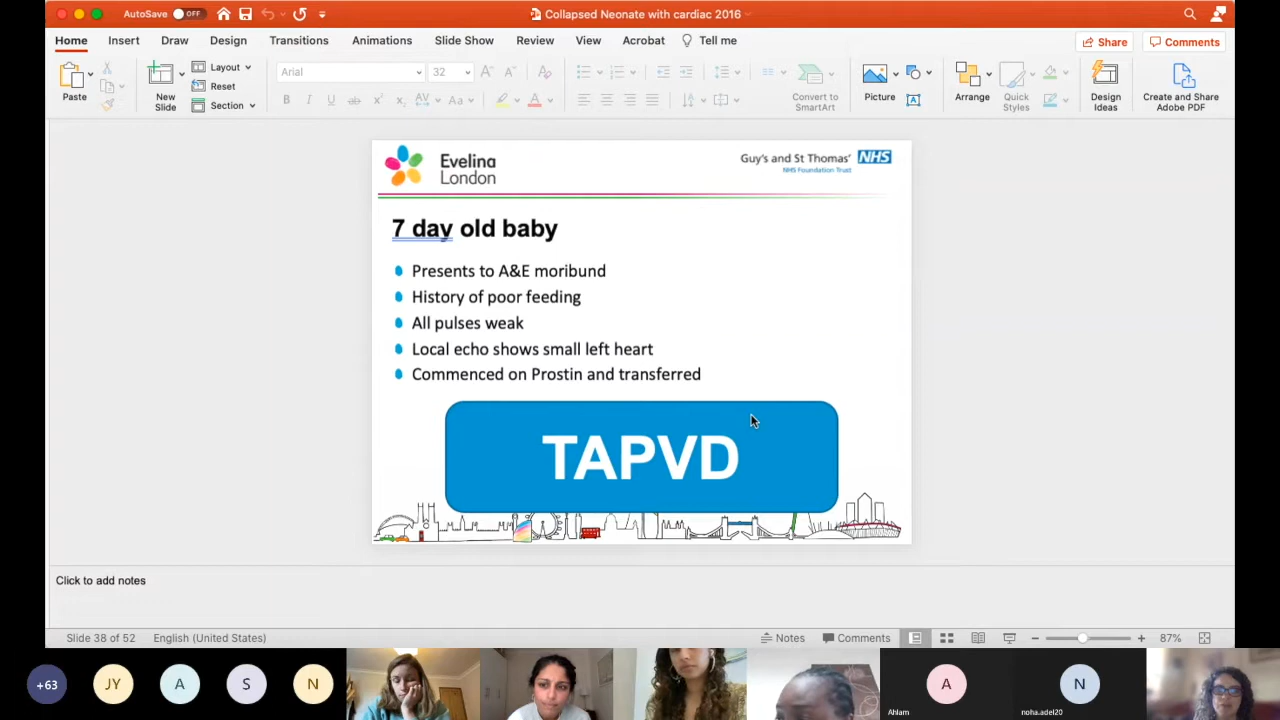 AutoSave OFF
Collapsed Neonate with cardiac 2016
Home Insert Draw Design Transitions Animations Slide Show Review View Acrobat Tell me
Share Comments
Paste
New Slide
Layout
Reset
Section
Arial 32
Convert to SmartArt
Picture
Arrange
Quick Styles
Design Ideas
Create and Share Adobe PDF
Evelina
London
Guy's and St Thomas' NHS
NHS Foundation Trust
7 day old baby
Presents to A&E moribund
History of poor feeding
All pulses weak
Local echo shows small left heart
Commenced on Prostin and transferred
TAPVD
Click to add notes
Slide 38 of 52 English (United States) Notes Comments 87%
+63 JY A S N A N
Ahlam noha.adel20